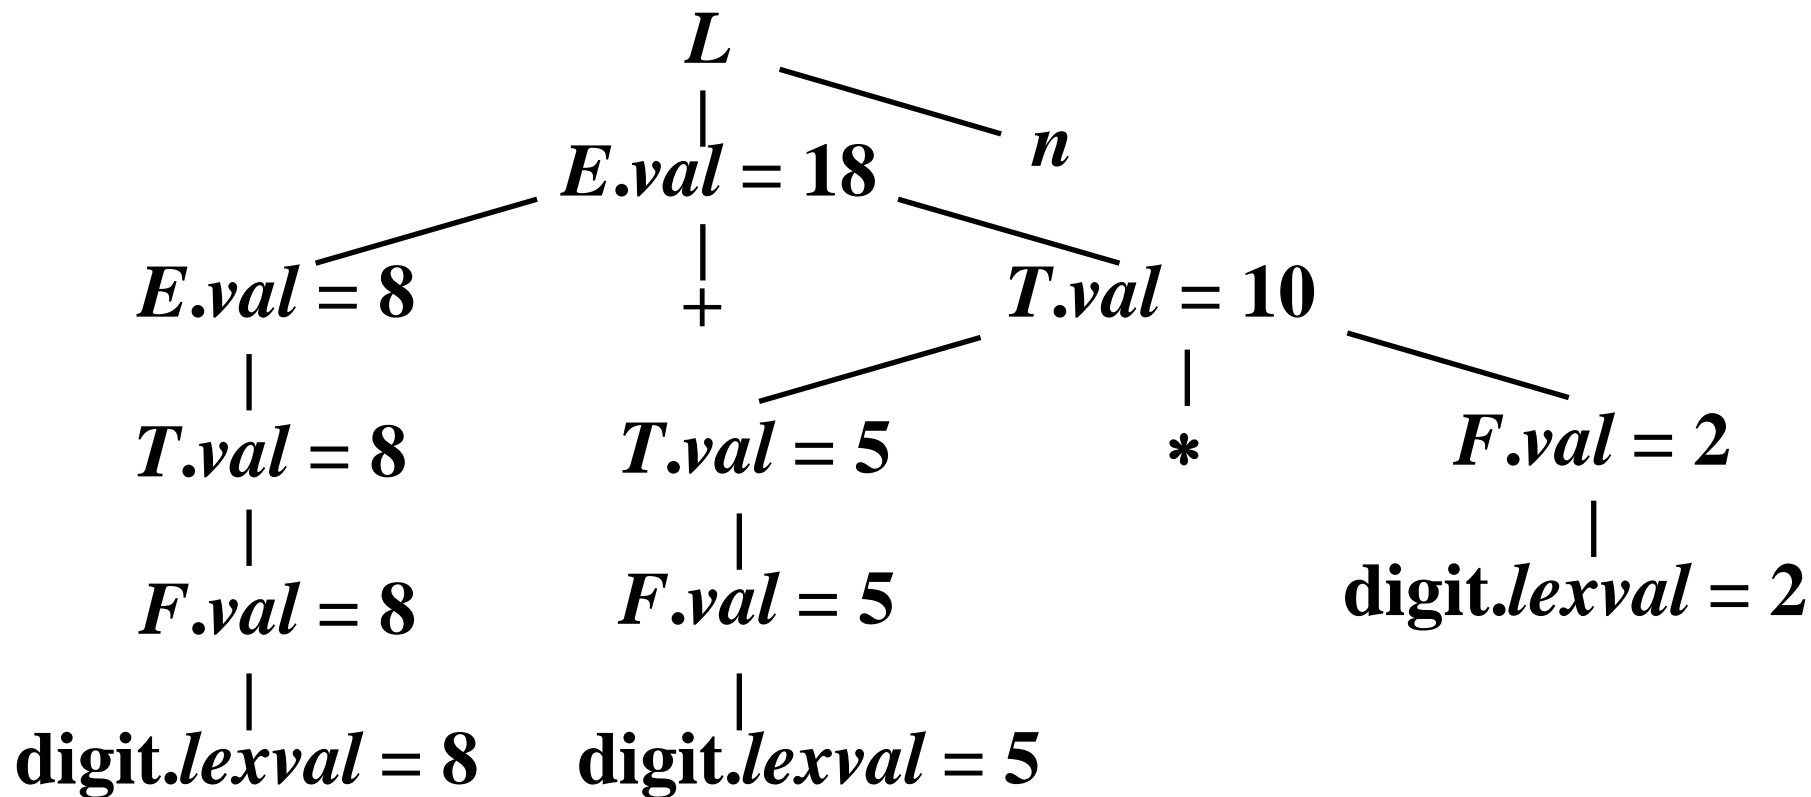 L
n
E.val = 18
E.val = 8
+
T.val = 10
T.val = 8
T.val = 5
*
F.val = 2
F.val = 8
F.val = 5
digit.lexval = 2
digit.lexval = 8
digit.lexval = 5